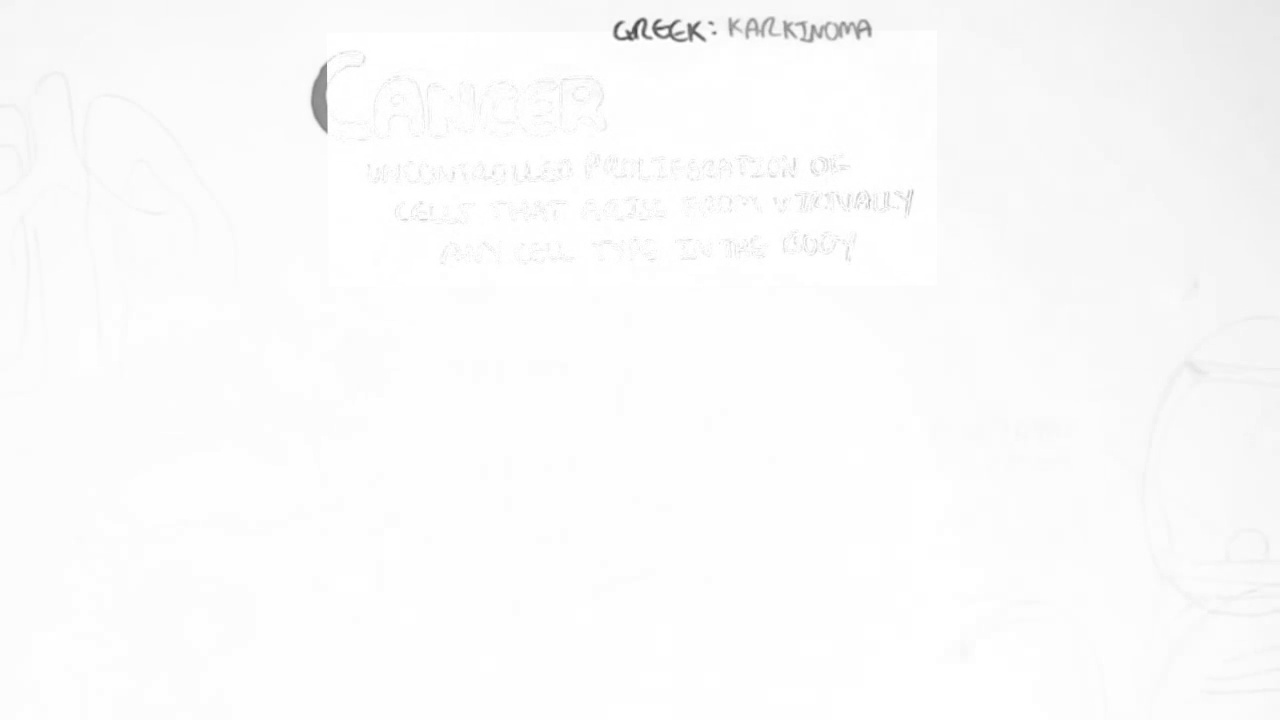 GREEK: KARKINOMA
CANCER
UNCONTROLLED PROLIFERATION OF
CELLS THAT ARISE FROM VIRTUALLY
ANY CELL TYPE IN THE BODY